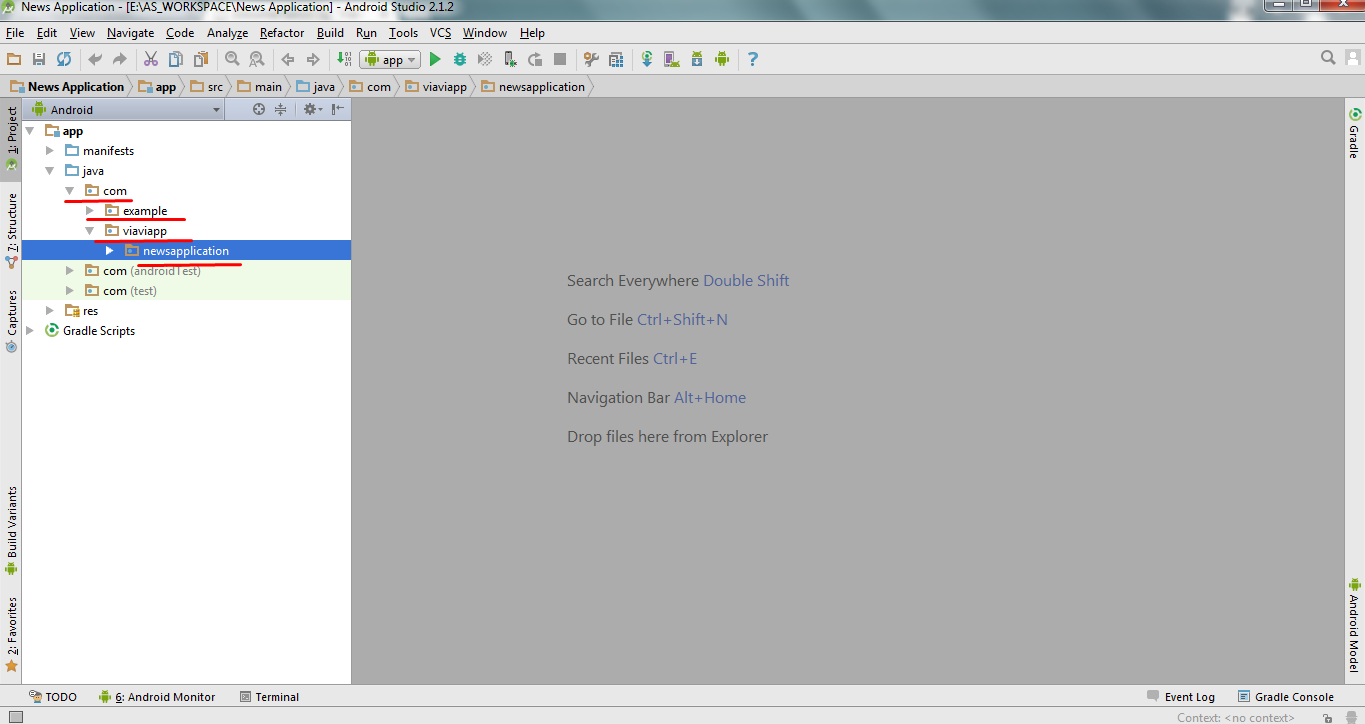 News Application - [E:\AS_WORKSPACE\News Application] - Android Studio 2.1.2
File Edit View Navigate Code Analyze Refactor Build Run Tools VCS Window Help
app
News Application app src main java com viaviapp newsapplication
1: Project
7: Structure
Captures
Build Variants
2: Favorites
Android
app
manifests
java
com
example
viaviapp
newsapplication
com (androidTest)
com (test)
res
Gradle Scripts
Search Everywhere Double Shift
Go to File Ctrl+Shift+N
Recent Files Ctrl+E
Navigation Bar Alt+Home
Drop files here from Explorer
Gradle
Android Model
TODO 6: Android Monitor Terminal Event Log Gradle Console
Context: <no context>